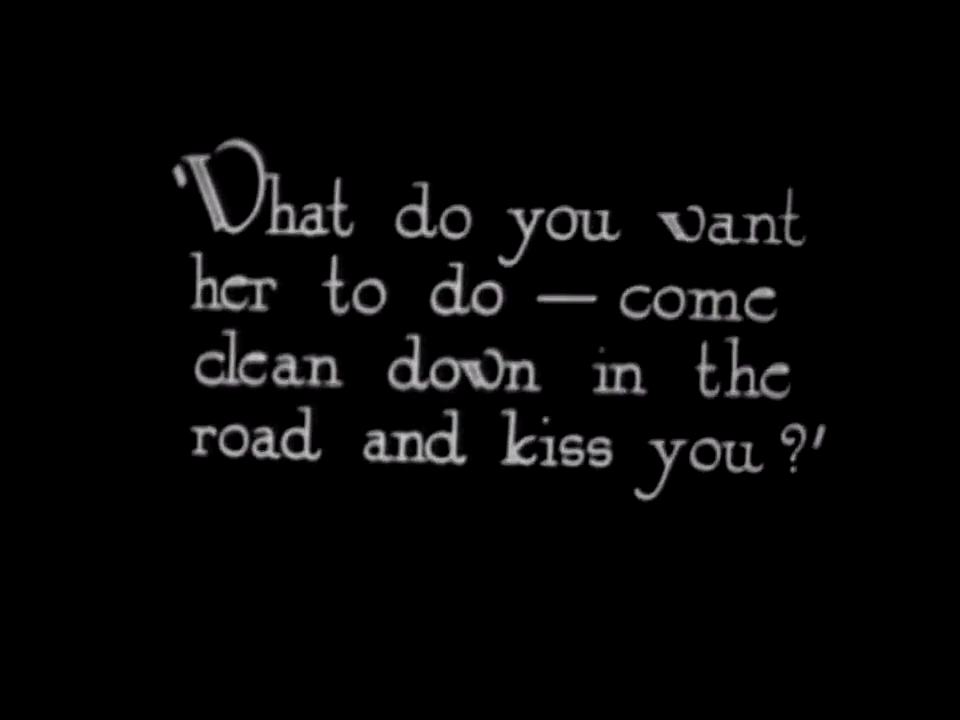 'What do you want
her to do — come
clean down in the
road and kiss you?'